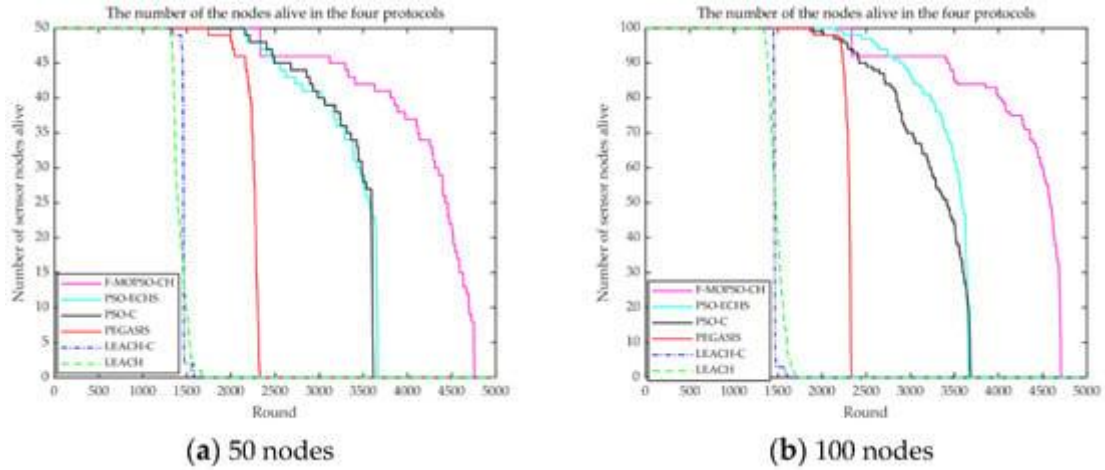 The number of the nodes alive in the four protocols
50
45
40
35
30
25
20
15
10
5
0
Number of sensor nodes alive
F-MOPSO-CH
PSO-ECHS
PSO-C
PEGASIS
LEACH-C
LEACH
0 500 1000 1500 2000 2500 3000 3500 4000 4500 5000
Round
(a) 50 nodes
The number of the nodes alive in the four protocols
100
90
80
70
60
50
40
30
20
10
0
Number of sensor nodes alive
F-MOPSO-CH
PSO-ECHS
PSO-C
PEGASIS
LEACH-C
LEACH
0 500 1000 1500 2000 2500 3000 3500 4000 4500 5000
Round
(b) 100 nodes